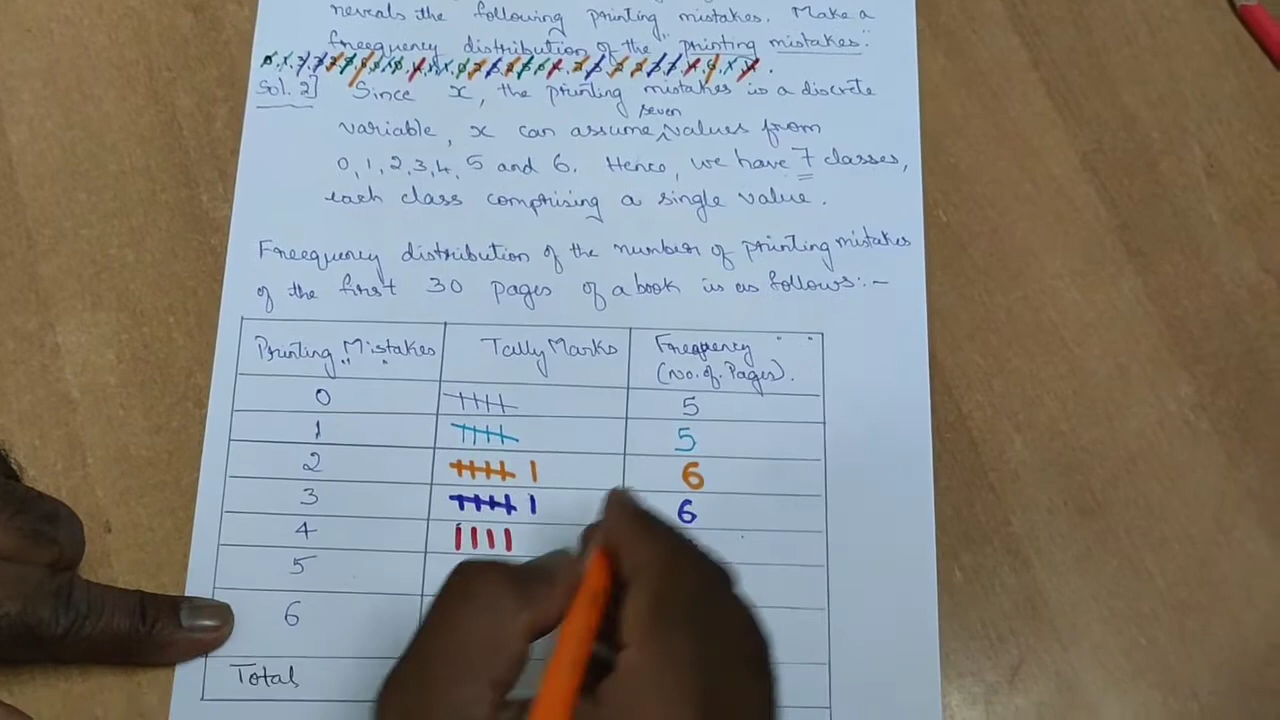 reveals the following printing mistakes. Make a
freequency distribution of the "printing mistakes".
Sol. 2] Since x, the printing mistakes is a discrete
seven
variable, x can assume ^ values from
0, 1, 2, 3, 4, 5 and 6. Hence, we have 7 classes,
each class comprising a single value.
Freequency distribution of the number of printing mistakes
of the first 30 pages of a book is as follows:-
Printing Mistakes Tally Marks Frequency
(No. of. Pages).
0 5
1 5
2 6
3 6
4
5
6
Total